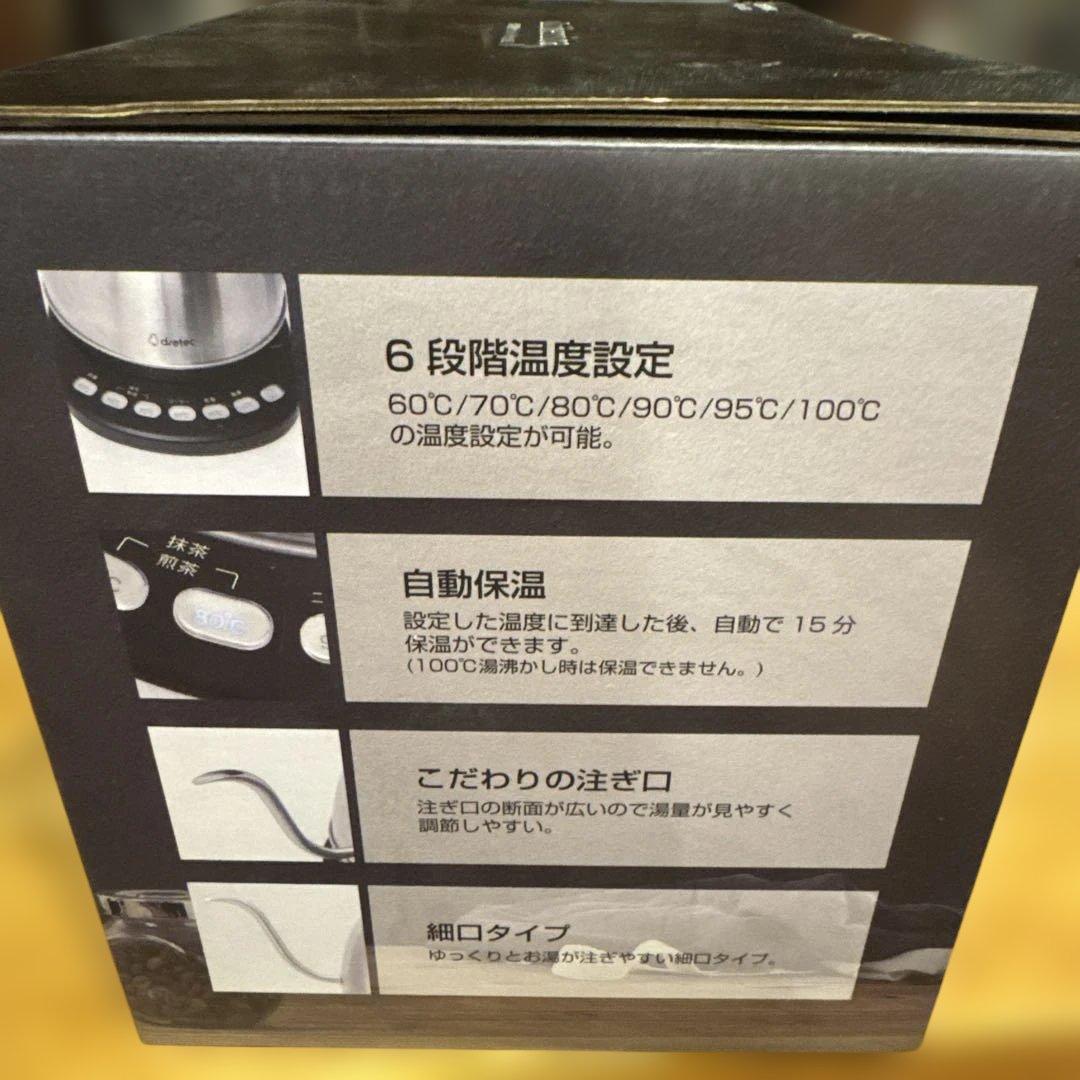 dretec
6 段階温度設定
60℃/70℃/80℃/90℃/95℃/100℃
の温度設定が可能。
抹茶
煎茶
80℃
自動保温
設定した温度に到達した後、自動で 15 分
保温ができます。
(100℃湯沸かし時は保温できません。)
こだわりの注ぎ口
注ぎ口の断面が広いので湯量が見やすく
調節しやすい。
細口タイプ
ゆっくりとお湯が注ぎやすい細口タイプ。